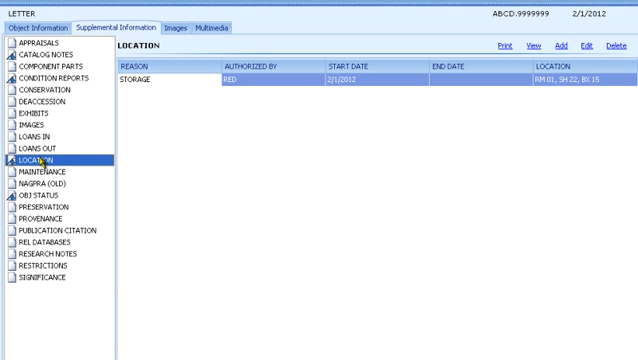 LETTER ABCD.9999999 2/1/2012
Object Information Supplemental Information Images Multimedia
LOCATION Print View Add Edit Delete
REASON AUTHORIZED BY START DATE END DATE LOCATION
STORAGE RED 2/1/2012 RM 01, SH 22, BX 15
APPRAISALS
CATALOG NOTES
COMPONENT PARTS
CONDITION REPORTS
CONSERVATION
DEACCESSION
EXHIBITS
IMAGES
LOANS IN
LOANS OUT
LOCATION
MAINTENANCE
NAGPRA (OLD)
OBJ STATUS
PRESERVATION
PROVENANCE
PUBLICATION CITATION
REL DATABASES
RESEARCH NOTES
RESTRICTIONS
SIGNIFICANCE